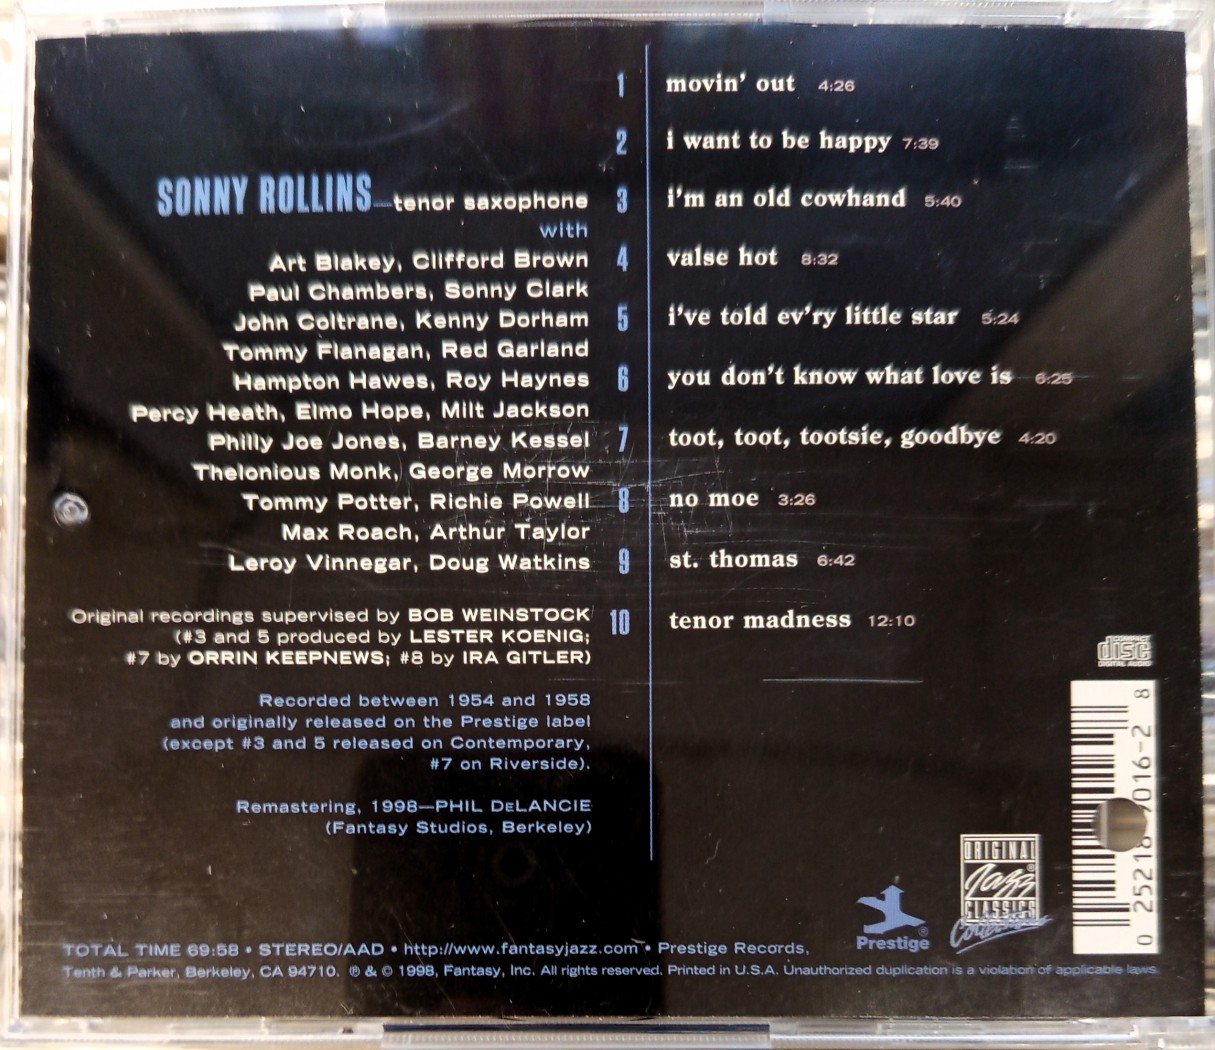 SONNY ROLLINS—tenor saxophone
with
Art Blakey, Clifford Brown
Paul Chambers, Sonny Clark
John Coltrane, Kenny Dorham
Tommy Flanagan, Red Garland
Hampton Hawes, Roy Haynes
Percy Heath, Elmo Hope, Milt Jackson
Philly Joe Jones, Barney Kessel
Thelonious Monk, George Morrow
Tommy Potter, Richie Powell
Max Roach, Arthur Taylor
Leroy Vinnegar, Doug Watkins
Original recordings supervised by BOB WEINSTOCK
(#3 and 5 produced by LESTER KOENIG;
#7 by ORRIN KEEPNEWS; #8 by IRA GITLER)
Recorded between 1954 and 1958
and originally released on the Prestige label
(except #3 and 5 released on Contemporary,
#7 on Riverside).
Remastering, 1998—PHIL DeLANCIE
(Fantasy Studios, Berkeley)
1 movin' out 4:26
2 i want to be happy 7:39
3 i'm an old cowhand 5:40
4 valse hot 8:32
5 i've told ev'ry little star 5:24
6 you don't know what love is 6:25
7 toot, toot, tootsie, goodbye 4:20
8 no moe 3:26
9 st. thomas 6:42
10 tenor madness 12:10
COMPACT
disc
DIGITAL AUDIO
0 25218 016-2 8
ORIGINAL
Jazz
CLASSICS
Prestige
TOTAL TIME 69:58 • STEREO/AAD • http://www.fantasyjazz.com • Prestige Records,
Tenth & Parker, Berkeley, CA 94710. ℗ & © 1998, Fantasy, Inc. All rights reserved. Printed in U.S.A. Unauthorized duplication is a violation of applicable laws.